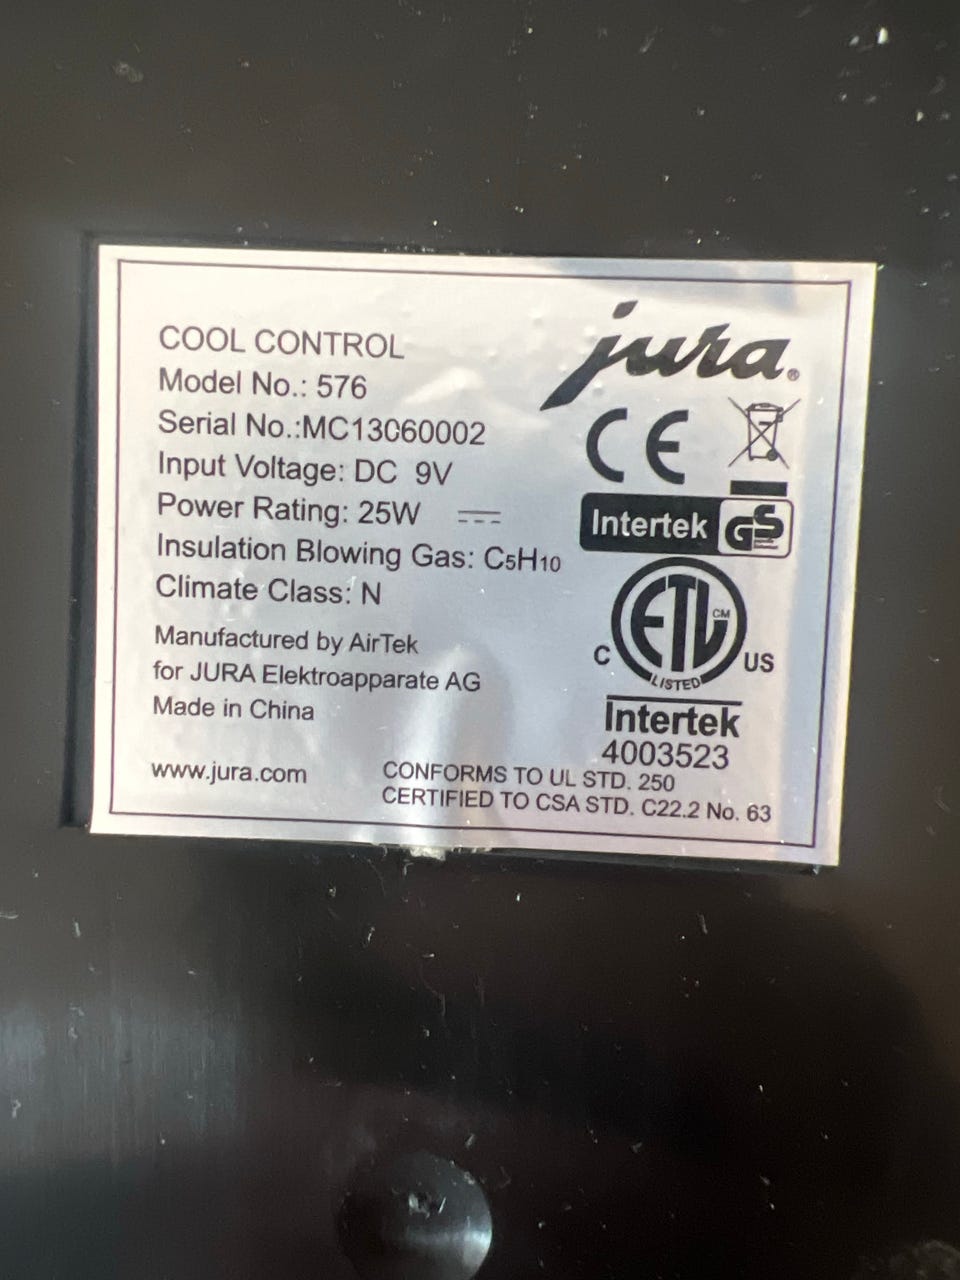 COOL CONTROL
Model No.: 576
Serial No.:MC13060002
Input Voltage: DC 9V
Power Rating: 25W
Insulation Blowing Gas: C5H10
Climate Class: N
Manufactured by AirTek
for JURA Elektroapparate AG
Made in China
www.jura.com
jura®
CE
Intertek GS
ETL CM
C US
LISTED
Intertek
4003523
CONFORMS TO UL STD. 250
CERTIFIED TO CSA STD. C22.2 No. 63